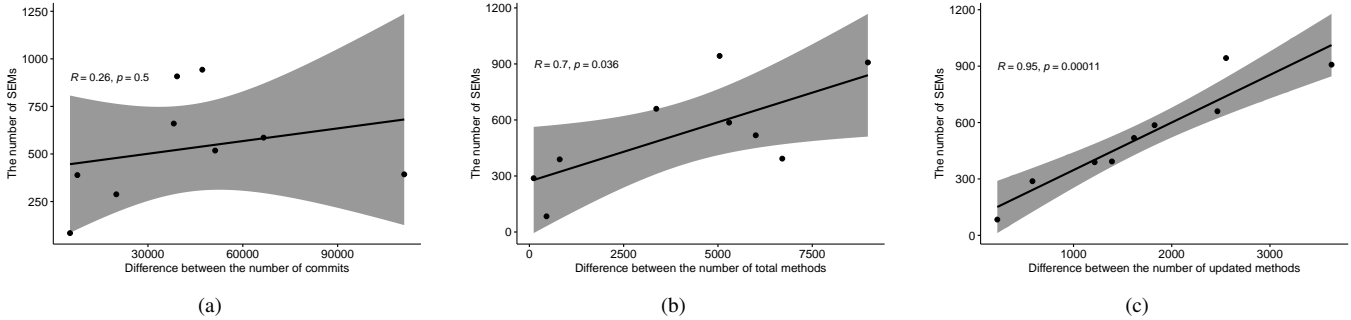 1250
1000
750
500
250
The number of SEMs
R = 0.26, p = 0.5
30000 60000 90000
Difference between the number of commits
(a)
1200
900
600
300
0
The number of SEMs
R = 0.7, p = 0.036
0 2500 5000 7500
Difference between the number of total methods
(b)
1200
900
600
300
0
The number of SEMs
R = 0.95, p = 0.00011
1000 2000 3000
Difference between the number of updated methods
(c)